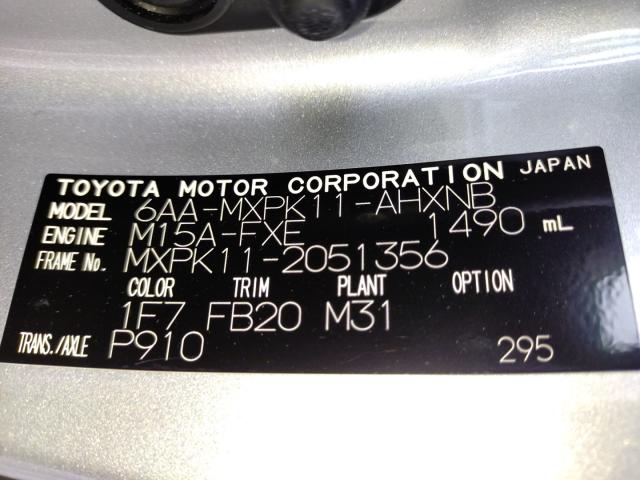 TOYOTA MOTOR CORPORATION JAPAN
MODEL 6AA-MXPK11-AHXNB
ENGINE M15A-FXE 1490 mL
FRAME No. MXPK11-2051356
COLOR TRIM PLANT OPTION
1F7 FB20 M31
TRANS./AXLE P910 295